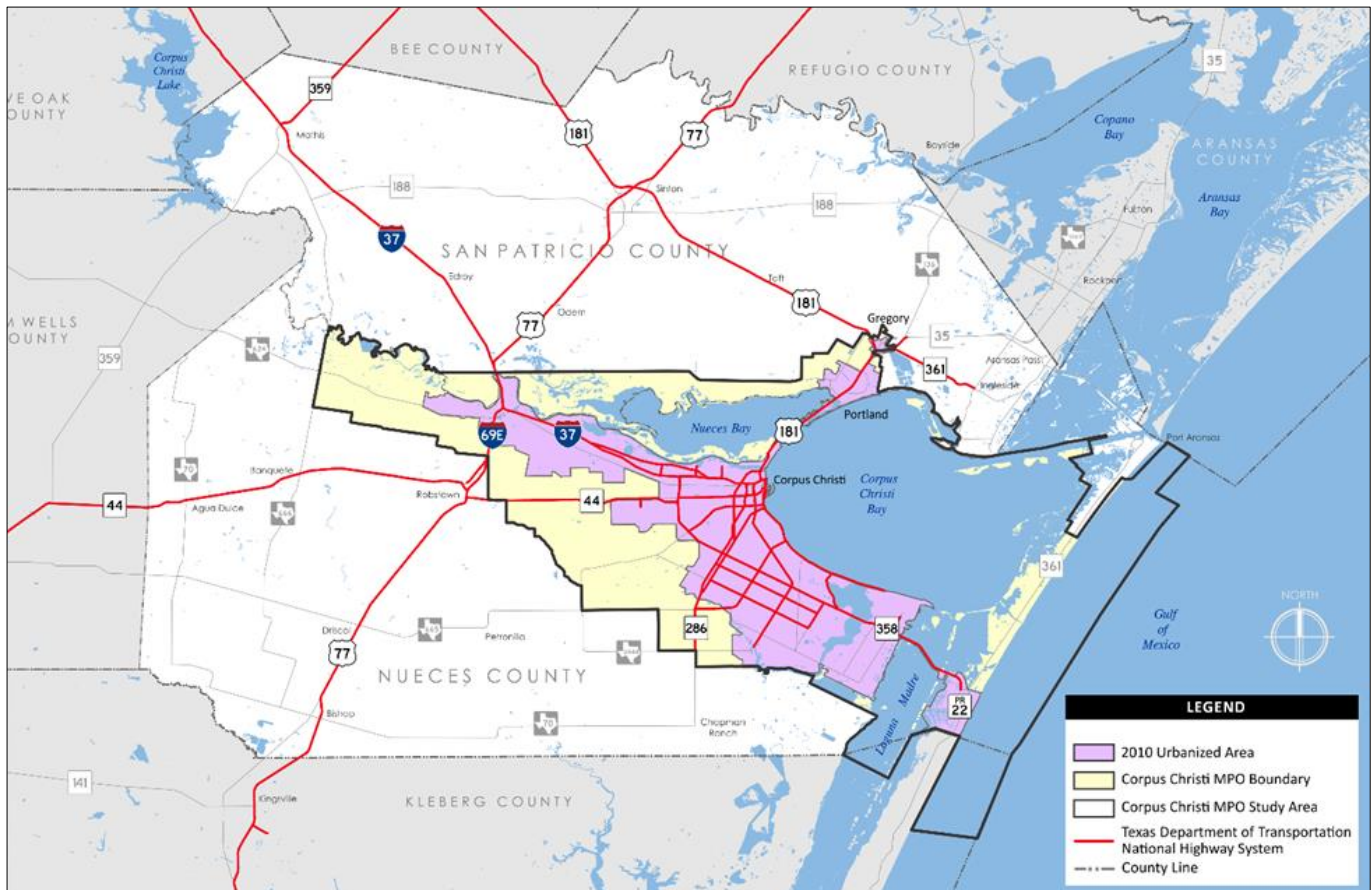 BEE COUNTY
REFUGIO COUNTY
35
Corpus
Christi
Lake
VE OAK
OUNTY
359
181
77
Mathis
Bayside
Copano
Bay
ARANSAS
COUNTY
Aransas
Bay
188
Sinton
188
Fulton
37
SAN PATRICIO COUNTY
Edroy
Taft
Rockport
181
77
Odem
Gregory
M WELLS
COUNTY
359
35
361
Aransas Pass
Ingleside
Portland
Nueces Bay
181
69E
37
Port Aransas
Banquete
70
Corpus Christi
Corpus
Christi
Bay
44
Agua Dulce
Robstown
44
361
NORTH
Gulf
of
Mexico
286
358
Driscoll
Petronilla
77
NUECES COUNTY
Laguna Madre
PR
22
Bishop
70
Chapman
Ranch
141
Kingsville
KLEBERG COUNTY
LEGEND
2010 Urbanized Area
Corpus Christi MPO Boundary
Corpus Christi MPO Study Area
Texas Department of Transportation
National Highway System
County Line